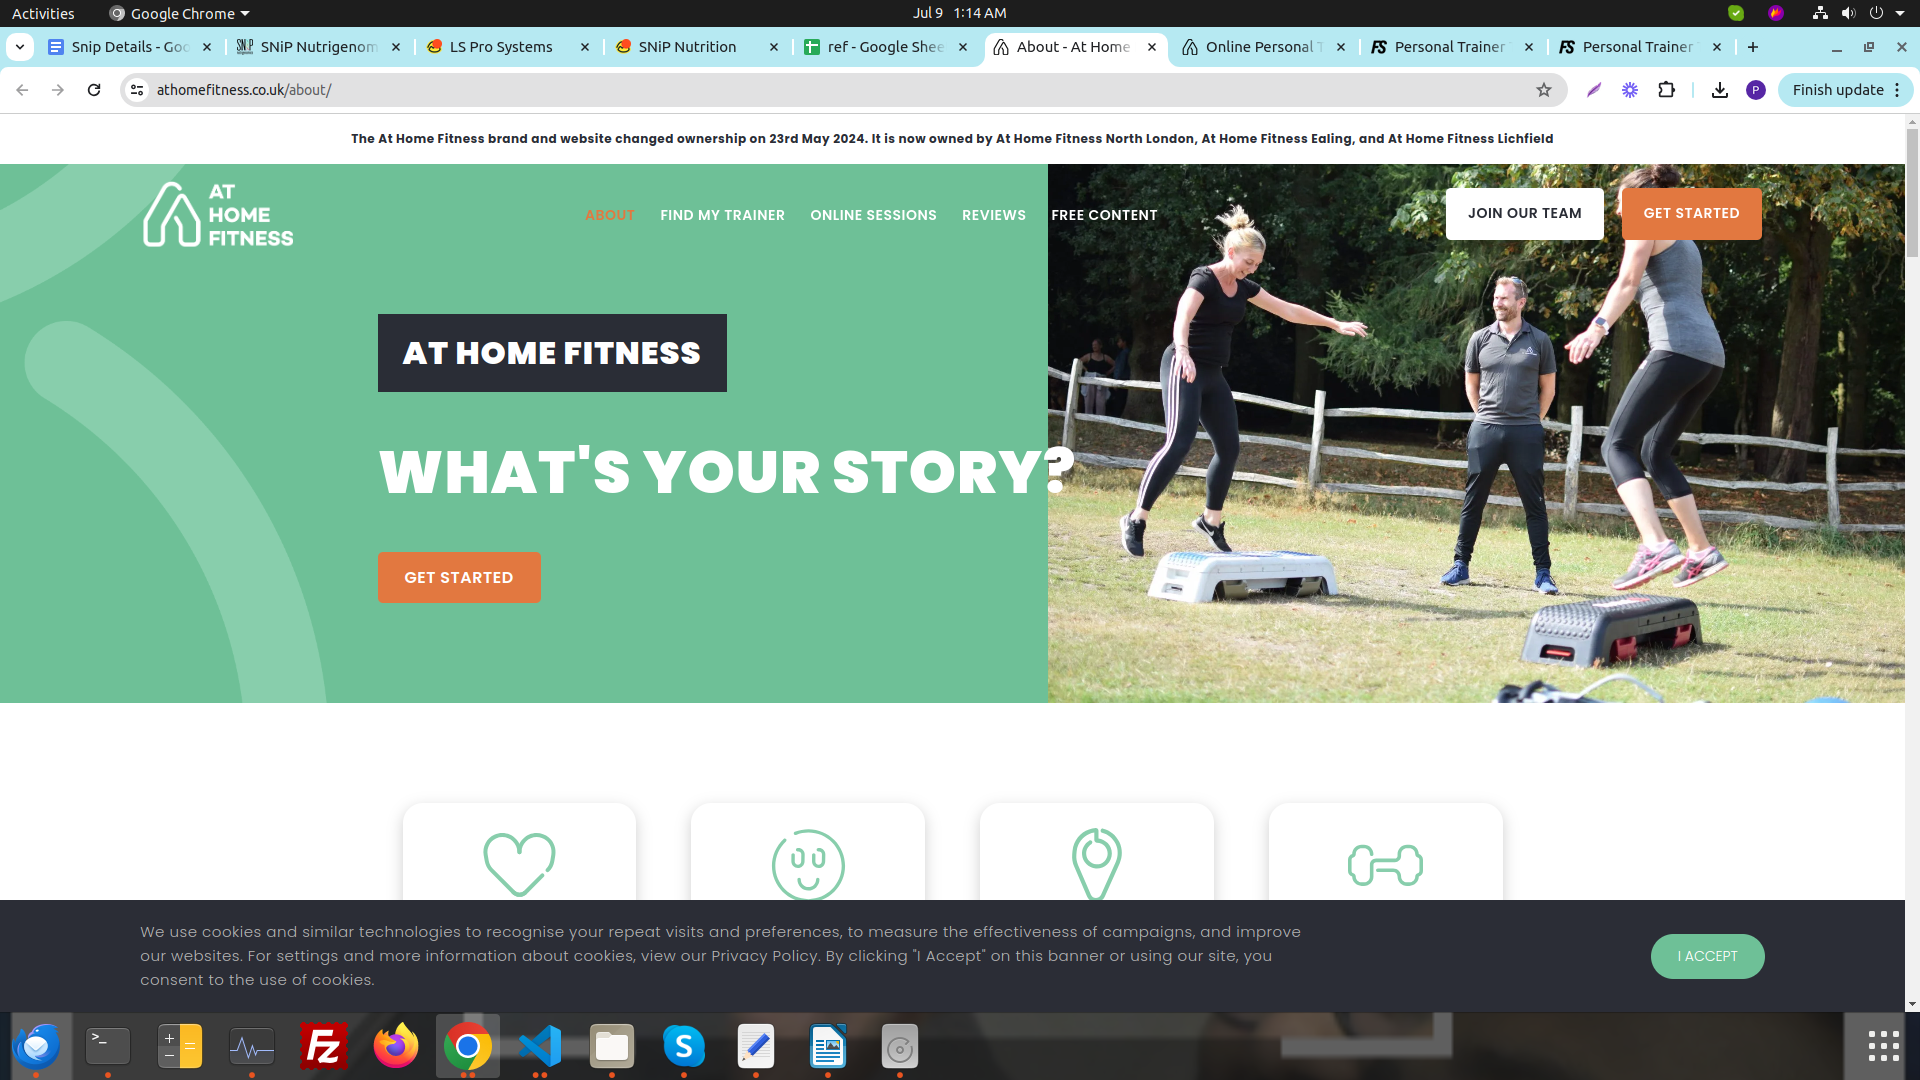 Activities
Google Chrome
Jul 9 1:14 AM
Snip Details - Goo
SNiP Nutrigenom
LS Pro Systems
SNiP Nutrition
ref - Google Shee
About - At Home
Online Personal T
Personal Trainer
Personal Trainer
athomefitness.co.uk/about/
P
Finish update
The At Home Fitness brand and website changed ownership on 23rd May 2024. It is now owned by At Home Fitness North London, At Home Fitness Ealing, and At Home Fitness Lichfield
AT
HOME
FITNESS
ABOUT
FIND MY TRAINER
ONLINE SESSIONS
REVIEWS
FREE CONTENT
JOIN OUR TEAM
GET STARTED
AT HOME FITNESS
WHAT'S YOUR STORY?
GET STARTED
We use cookies and similar technologies to recognise your repeat visits and preferences, to measure the effectiveness of campaigns, and improve
our websites. For settings and more information about cookies, view our Privacy Policy. By clicking "I Accept" on this banner or using our site, you
consent to the use of cookies.
I ACCEPT